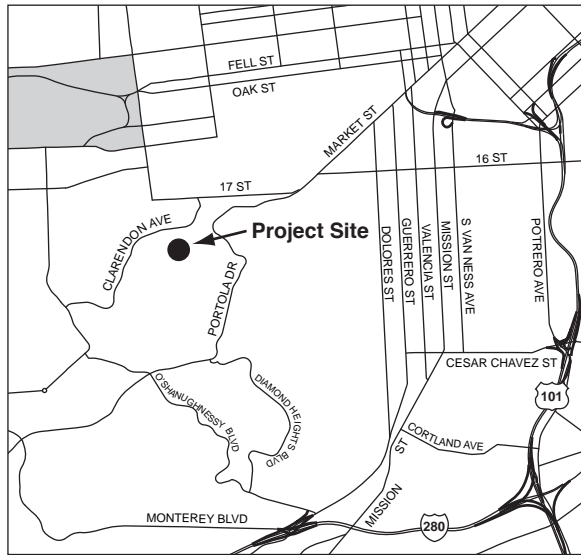 FELL ST
OAK ST
MARKET ST
16 ST
17 ST
CLARENDON AVE
Project Site
PORTOLA DR
DOLORES ST
GUERRERO ST
VALENCIA ST
MISSION ST
S VAN NESS AVE
POTRERO AVE
CESAR CHAVEZ ST
101
O'SHANUGHNESSY BLVD
DIAMOND HEIGHTS BLVD
CORTLAND AVE
MISSION ST
MONTEREY BLVD
280